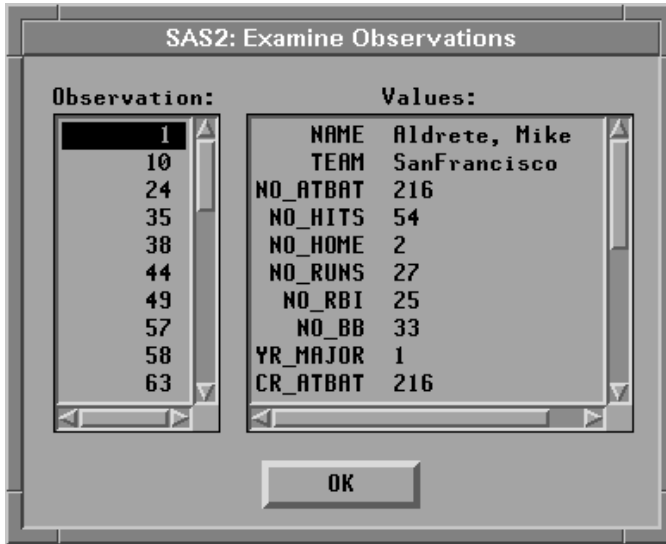 SAS2: Examine Observations
Observation:
1
10
24
35
38
44
49
57
58
63
Values:
NAME Aldrete, Mike
TEAM SanFrancisco
NO_ATBAT 216
NO_HITS 54
NO_HOME 2
NO_RUNS 27
NO_RBI 25
NO_BB 33
YR_MAJOR 1
CR_ATBAT 216
OK